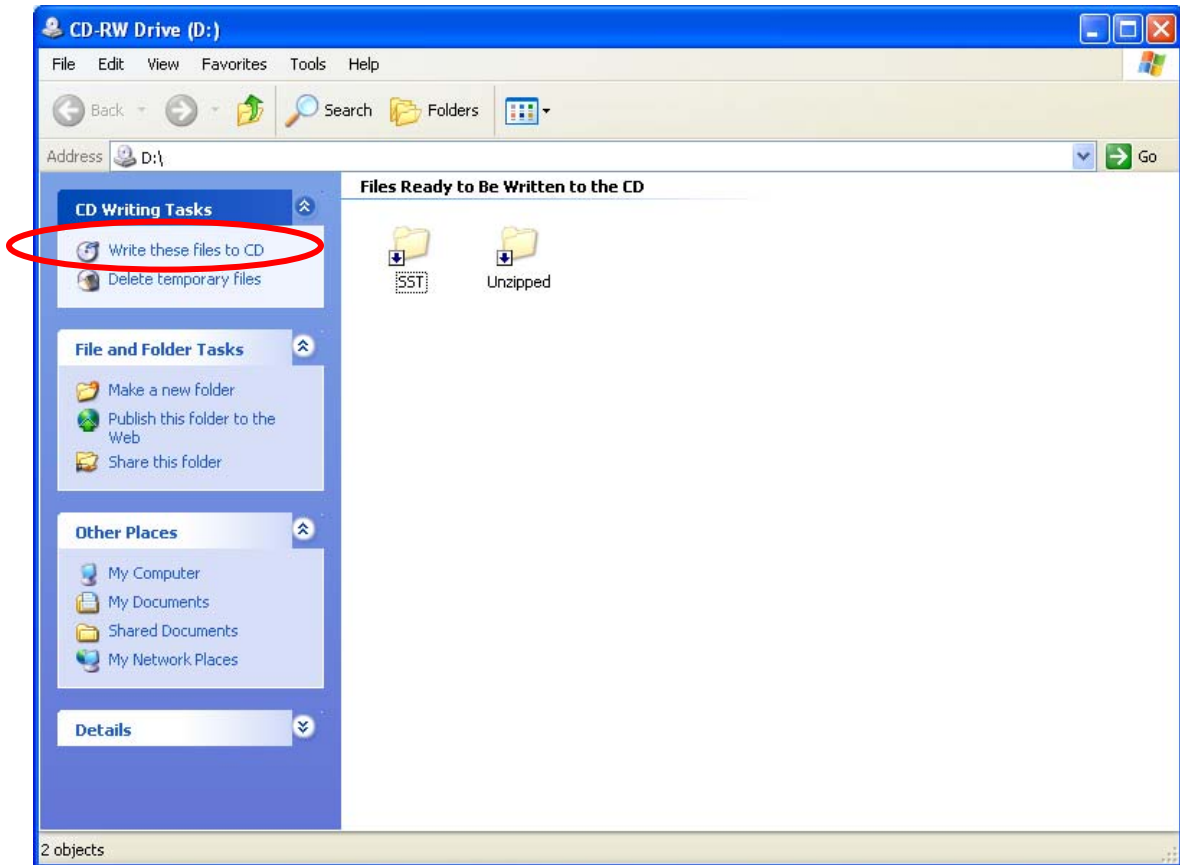 CD-RW Drive (D:)
File Edit View Favorites Tools Help
Back Search Folders
Address D:\ Go
CD Writing Tasks
Write these files to CD
Delete temporary files
File and Folder Tasks
Make a new folder
Publish this folder to the
Web
Share this folder
Other Places
My Computer
My Documents
Shared Documents
My Network Places
Details
Files Ready to Be Written to the CD
SST Unzipped
2 objects